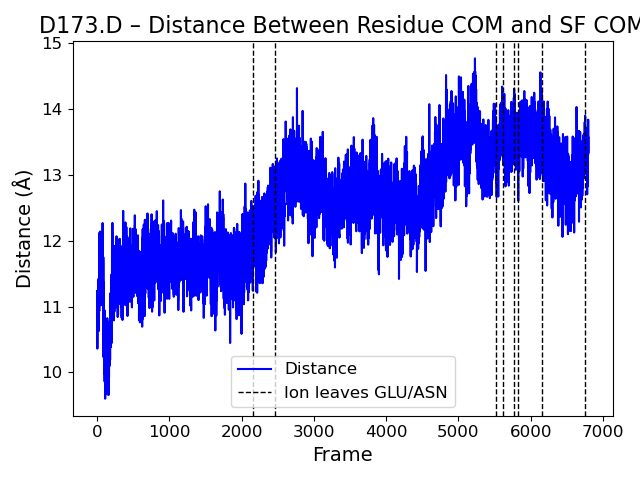 D173.D – Distance Between Residue COM and SF COM
15
14
13
12
11
10
Distance (Å)
Distance
Ion leaves GLU/ASN
0 1000 2000 3000 4000 5000 6000 7000
Frame